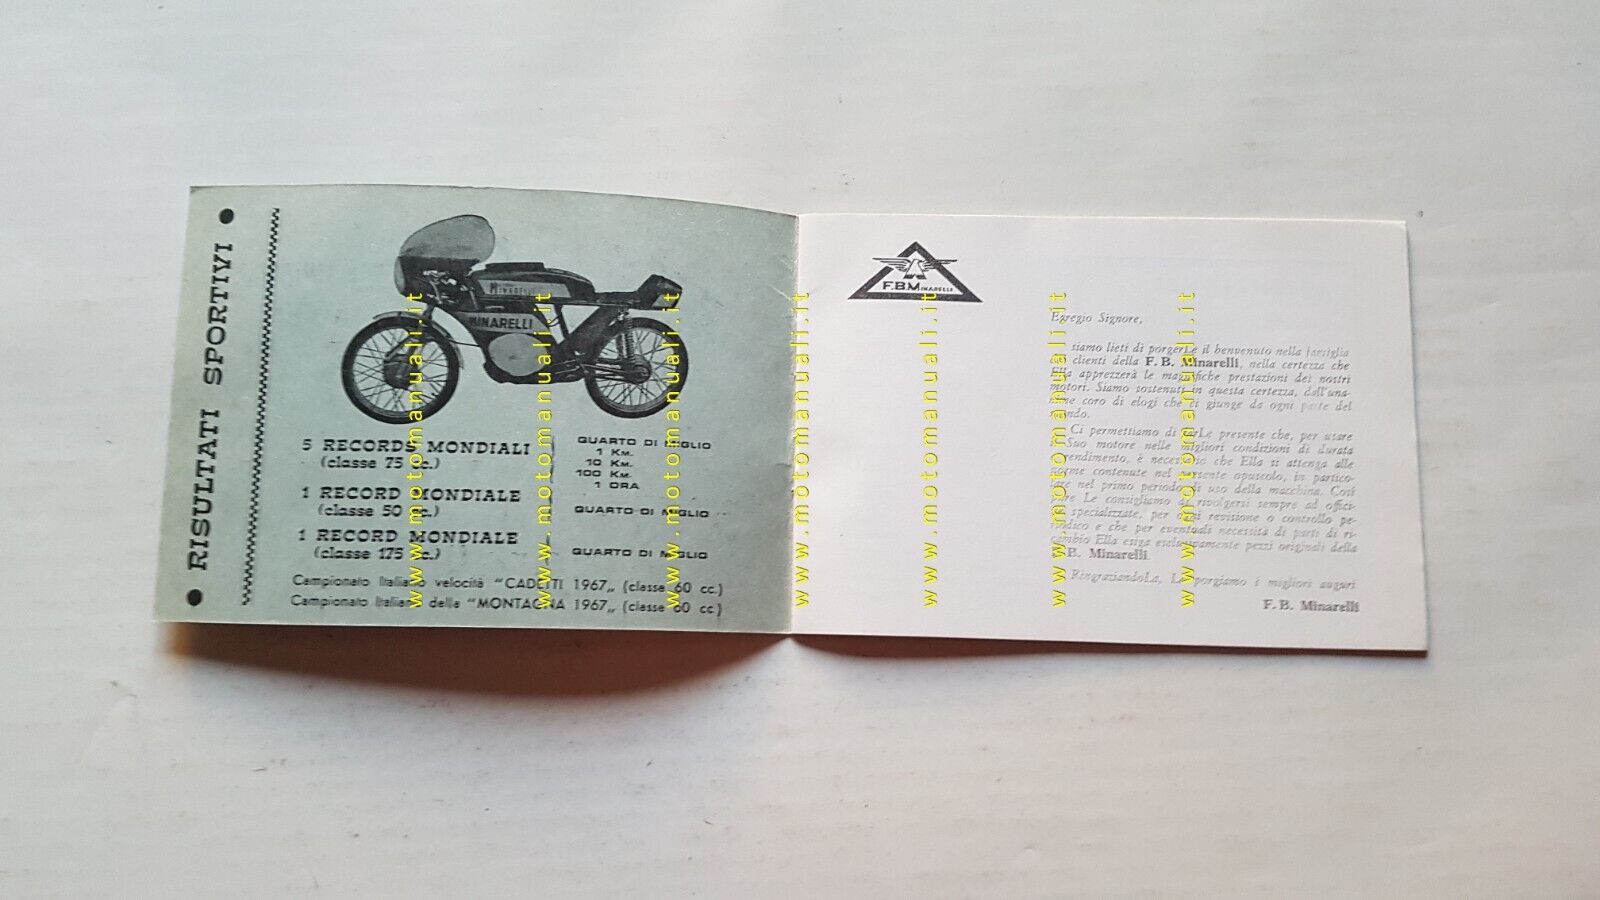 RISULTATI SPORTIVI
MINARELLI
MINARELLI
5 RECORDS MONDIALI
(classe 75 cc.)
QUARTO DI MIGLIO
1 KM.
10 KM.
100 KM.
1 ORA
1 RECORD MONDIALE
(classe 50 cc.)
QUARTO DI MIGLIO
1 RECORD MONDIALE
(classe 175 cc.)
QUARTO DI MIGLIO
Campionato Italiano velocità "CADETTI 1967„ (classe 60 cc.)
Campionato Italiano della "MONTAGNA 1967„ (classe 60 cc.)
F.B.MINARELLI
Egregio Signore,
siamo lieti di porgerLe il benvenuto nella famiglia
clienti della F. B. Minarelli, nella certezza che
Ella apprezzerà le magnifiche prestazioni dei nostri
motori. Siamo sostenuti in questa certezza, dall'una-
nime coro di elogi che ci giunge da ogni parte del
mondo.
Ci permettiamo di farLe presente che, per usare
Suo motore nelle migliori condizioni di durata
rendimento, è necessario che Ella si attenga alle
norme contenute nel presente opuscolo, in partico-
lare nel primo periodo di uso della macchina. Così
pure Le consigliamo di rivolgersi sempre ad offici-
specializzate, per ogni revisione o controllo pe-
riodico e che per eventuali necessità di parti di ri-
cambio Ella esiga esclusivamente pezzi originali della
F. B. Minarelli.
RingraziandoLa, Le porgiamo i migliori auguri
F. B. Minarelli
www.motomanuali.it
www.motomanuali.it
www.motomanuali.it
www.motomanuali.it
www.motomanuali.it
www.motomanuali.it
www.motomanuali.it